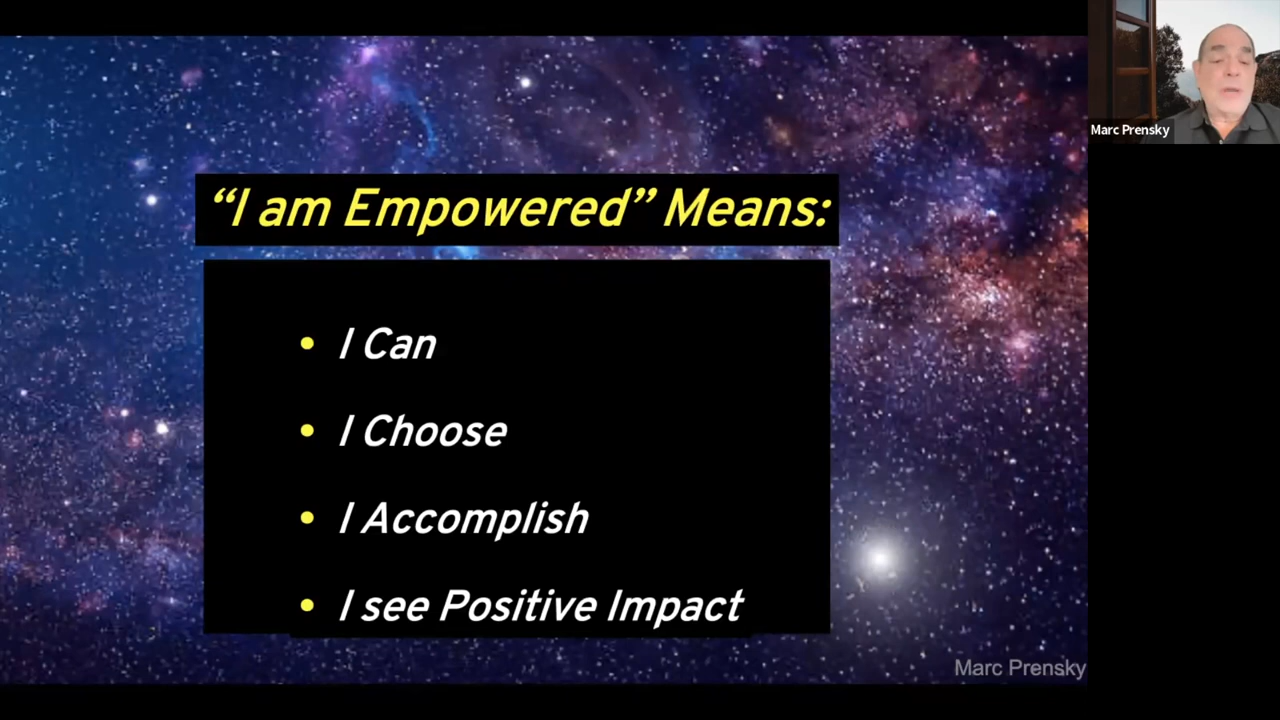 “I am Empowered” Means:
• I Can
• I Choose
• I Accomplish
• I see Positive Impact
Marc Prensky
Marc Prensky